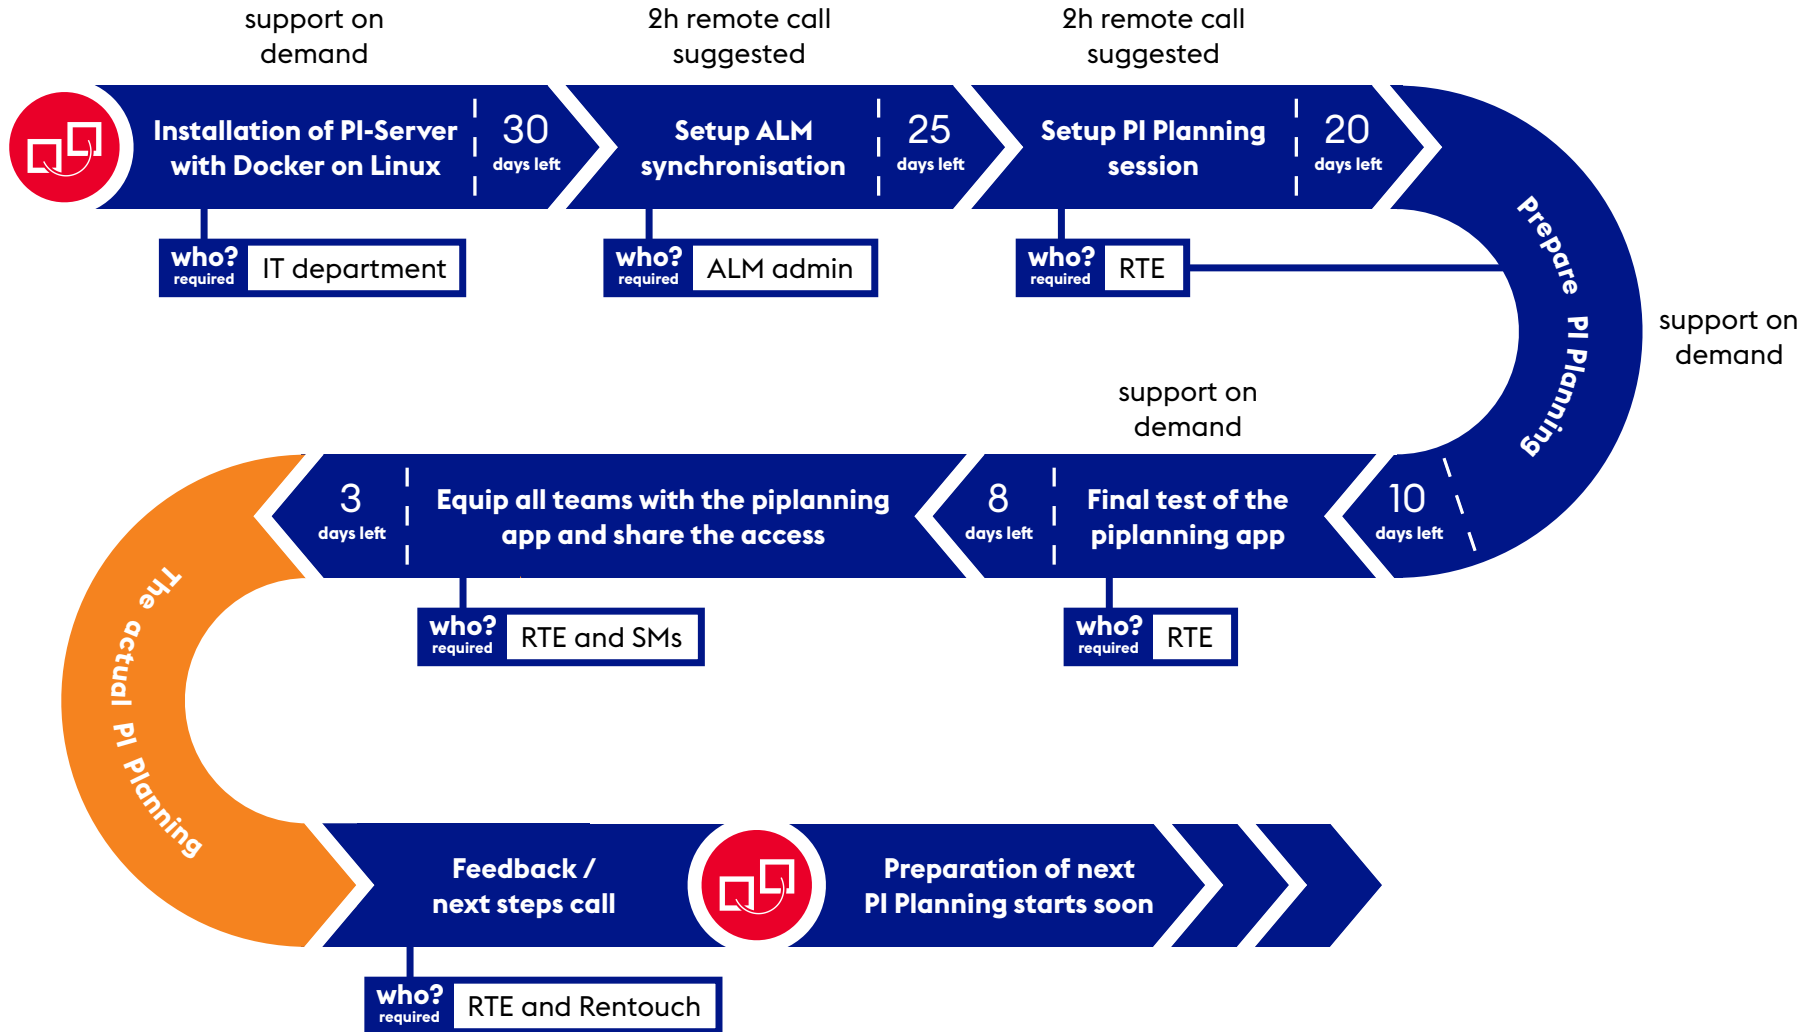 support on
demand
2h remote call
suggested
2h remote call
suggested
Installation of PI-Server
with Docker on Linux
30
days left
Setup ALM
synchronisation
25
days left
Setup PI Planning
session
20
days left
who?
required
IT department
who?
required
ALM admin
who?
required
RTE
Prepare PI Planning
support on
demand
support on
demand
10
days left
Final test of the
piplanning app
8
days left
Equip all teams with the piplanning
app and share the access
3
days left
who?
required
RTE
who?
required
RTE and SMs
The actual PI Planning
Feedback /
next steps call
Preparation of next
PI Planning starts soon
who?
required
RTE and Rentouch